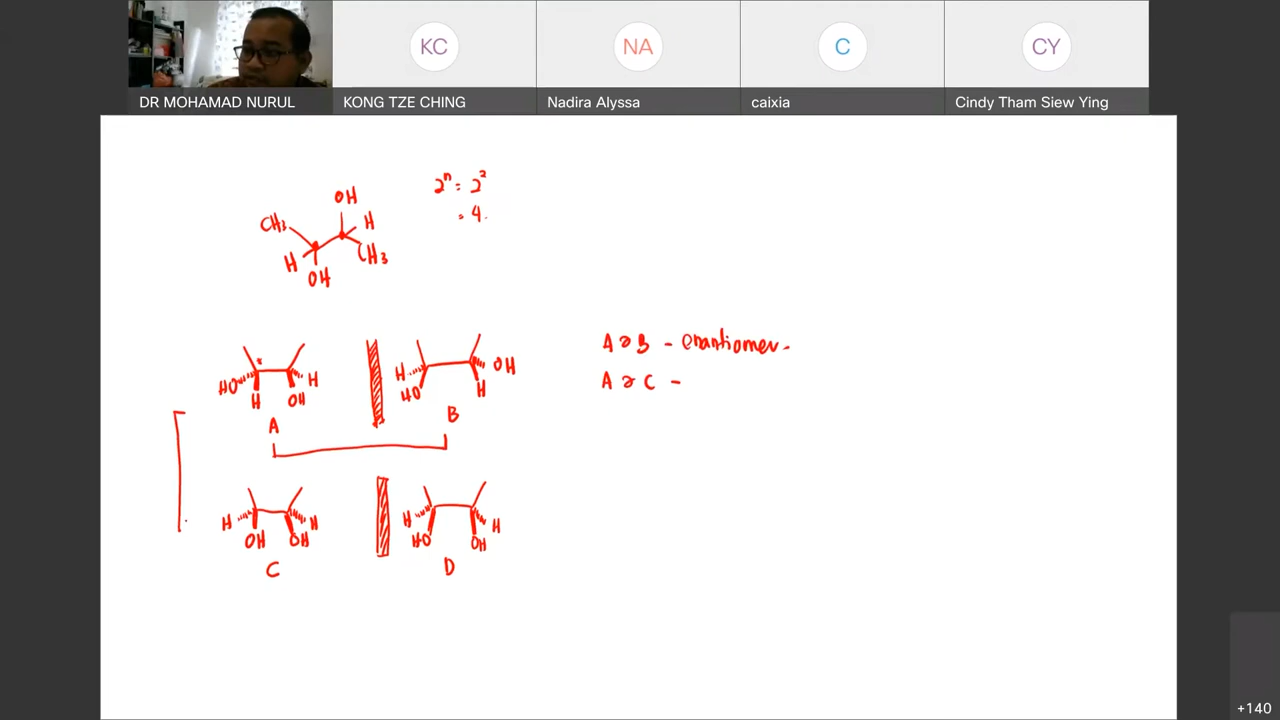 KC
NA
C
CY
DR MOHAMAD NURUL
KONG TZE CHING
Nadira Alyssa
caixia
Cindy Tham Siew Ying
2ⁿ = 2²
= 4.
OH
CH₃
H
H
CH₃
OH
A & B - enantiomer -
A & C -
HO
H
H
OH
A
H
HO
OH
H
B
H
H
OH
OH
C
H
H
HO
OH
D
+140